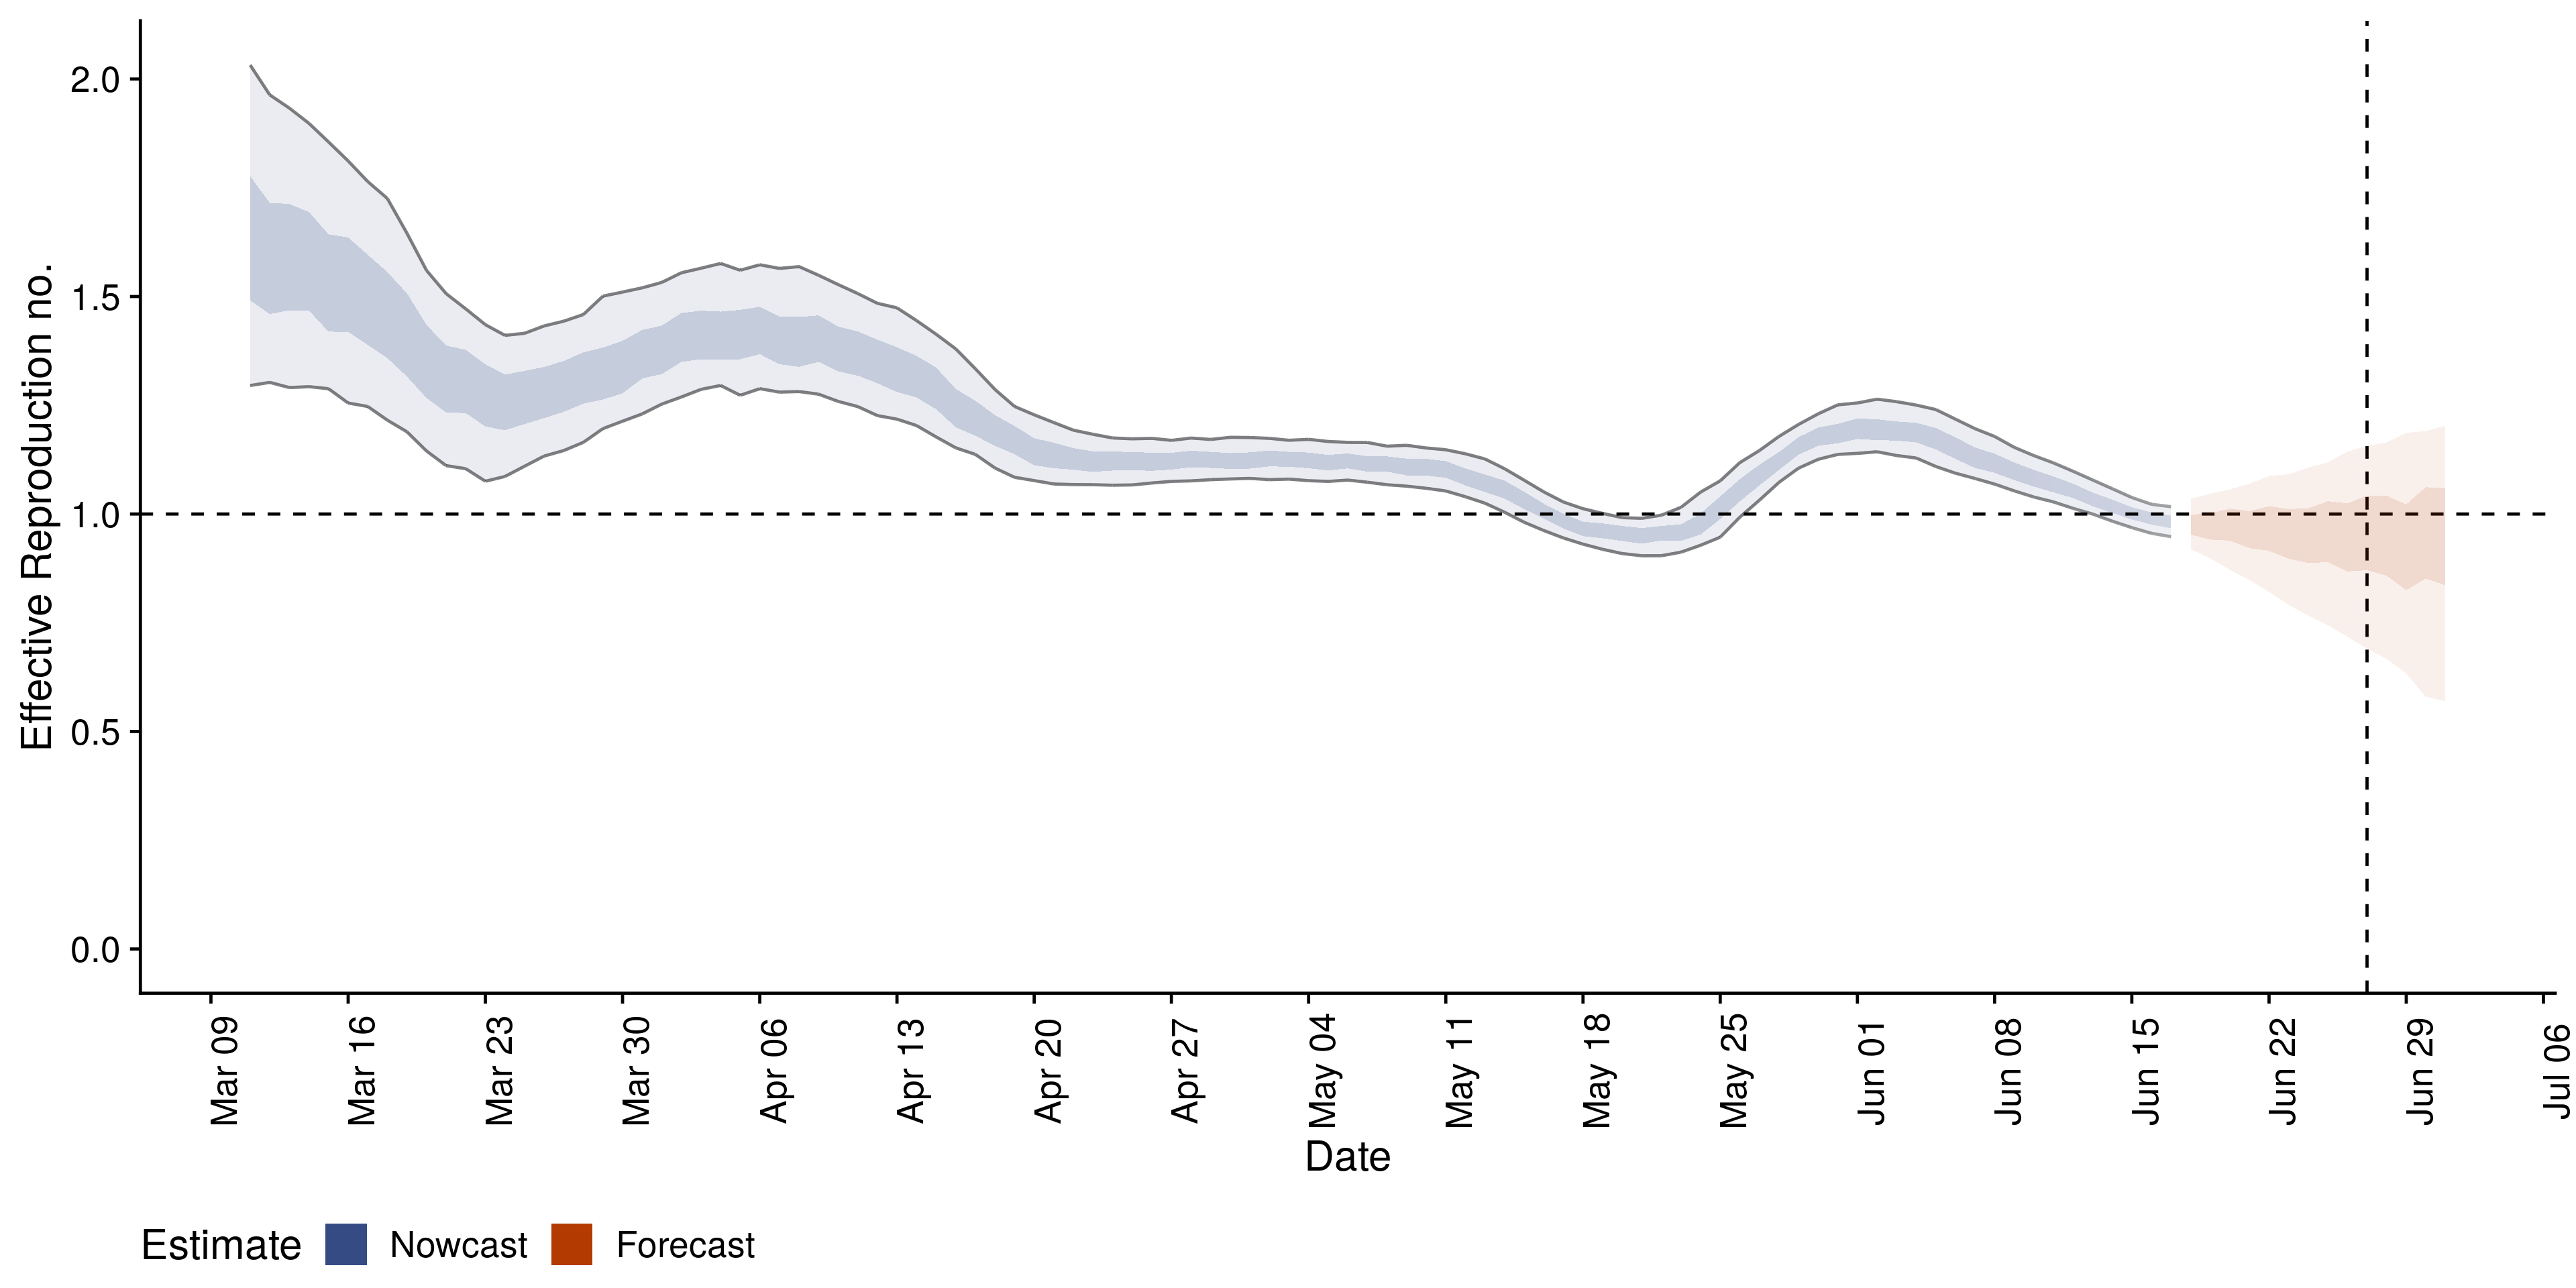 Effective Reproduction no.
2.0
1.5
1.0
0.5
0.0
Mar 09
Mar 16
Mar 23
Mar 30
Apr 06
Apr 13
Apr 20
Apr 27
May 04
May 11
May 18
May 25
Jun 01
Jun 08
Jun 15
Jun 22
Jun 29
Jul 06
Date
Estimate Nowcast Forecast